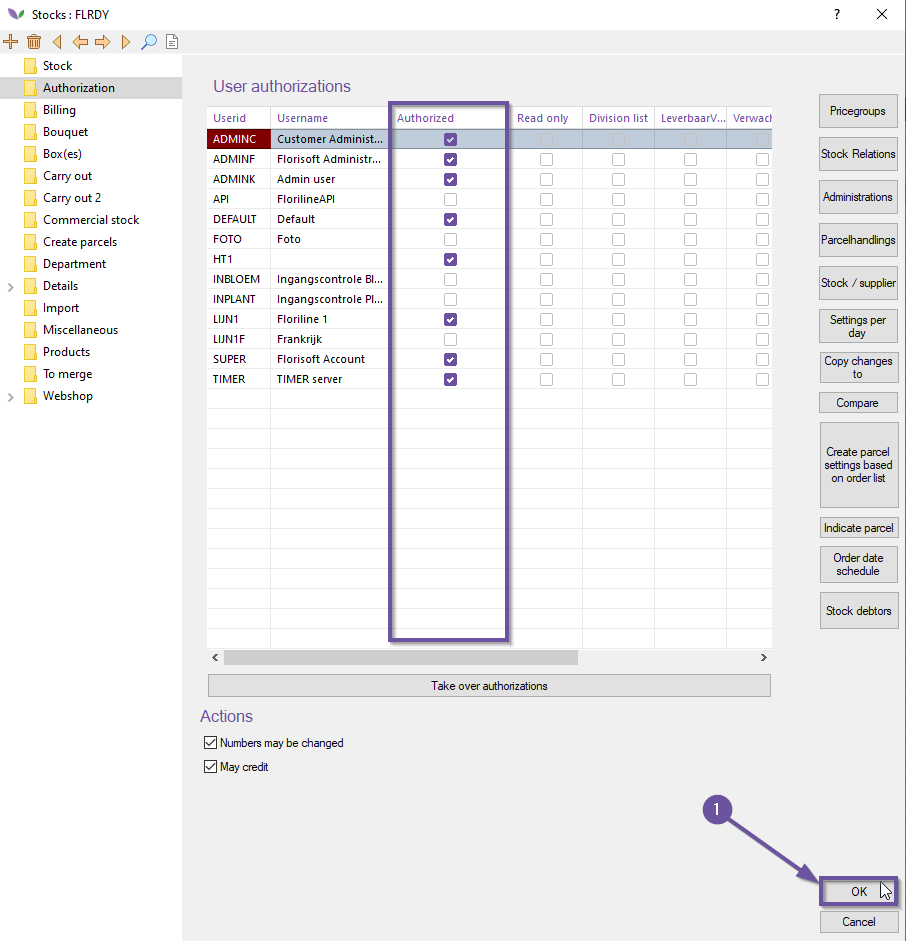 Stocks : FLRDY
?
Stock
Authorization
Billing
Bouquet
Box(es)
Carry out
Carry out 2
Commercial stock
Create parcels
Department
Details
Import
Miscellaneous
Products
To merge
Webshop
User authorizations
Userid Username Authorized Read only Division list LeverbaarV... Verwach
ADMINC Customer Administ...
ADMINF Florisoft Administr...
ADMINK Admin user
API FlorilineAPI
DEFAULT Default
FOTO Foto
HT1
INBLOEM Ingangscontrole Bl...
INPLANT Ingangscontrole Pl...
LIJN1 Floriline 1
LIJN1F Frankrijk
SUPER Florisoft Account
TIMER TIMER server
Take over authorizations
Actions
Numbers may be changed
May credit
Pricegroups
Stock Relations
Administrations
Parcelhandlings
Stock / supplier
Settings per
day
Copy changes
to
Compare
Create parcel
settings based
on order list
Indicate parcel
Order date
schedule
Stock debtors
1
OK
Cancel